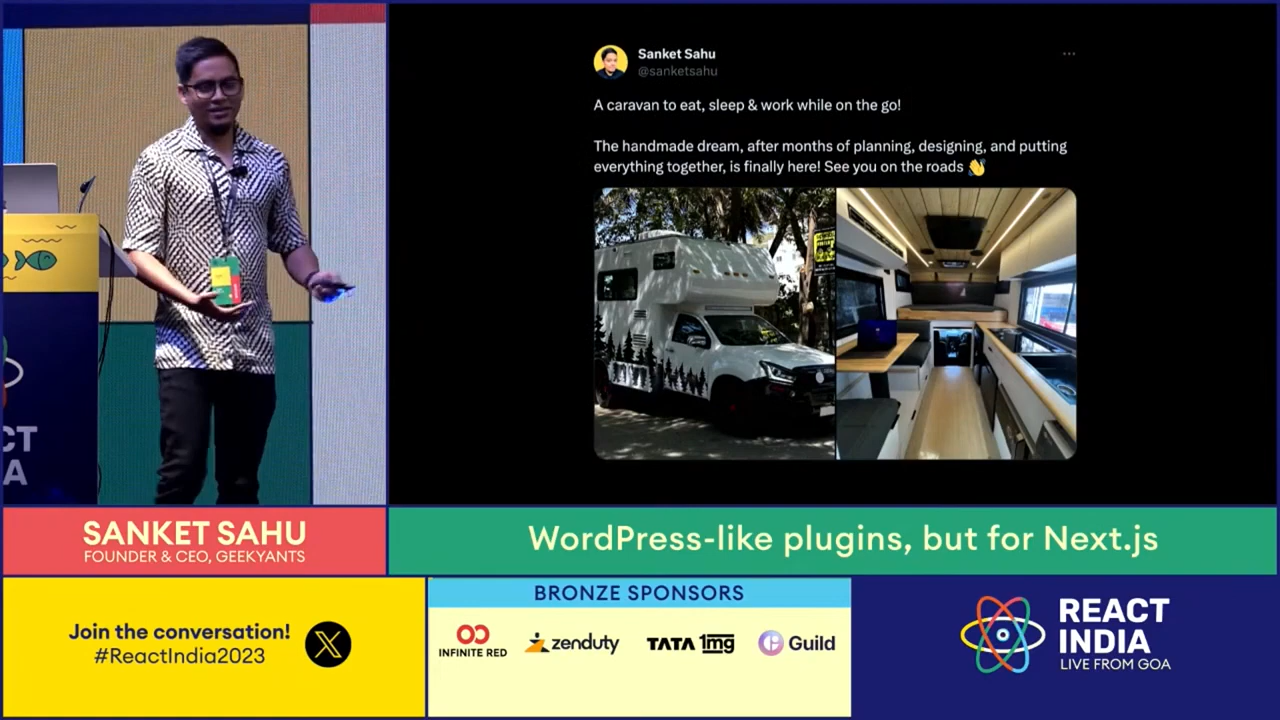 Sanket Sahu
@sanketsahu
A caravan to eat, sleep & work while on the go!
The handmade dream, after months of planning, designing, and putting
everything together, is finally here! See you on the roads 👋
CT
A
SANKET SAHU
FOUNDER & CEO, GEEKYANTS
WordPress-like plugins, but for Next.js
Join the conversation!
#ReactIndia2023
X
BRONZE SPONSORS
INFINITE RED
zenduty
TATA 1mg
Guild
REACT
INDIA
LIVE FROM GOA